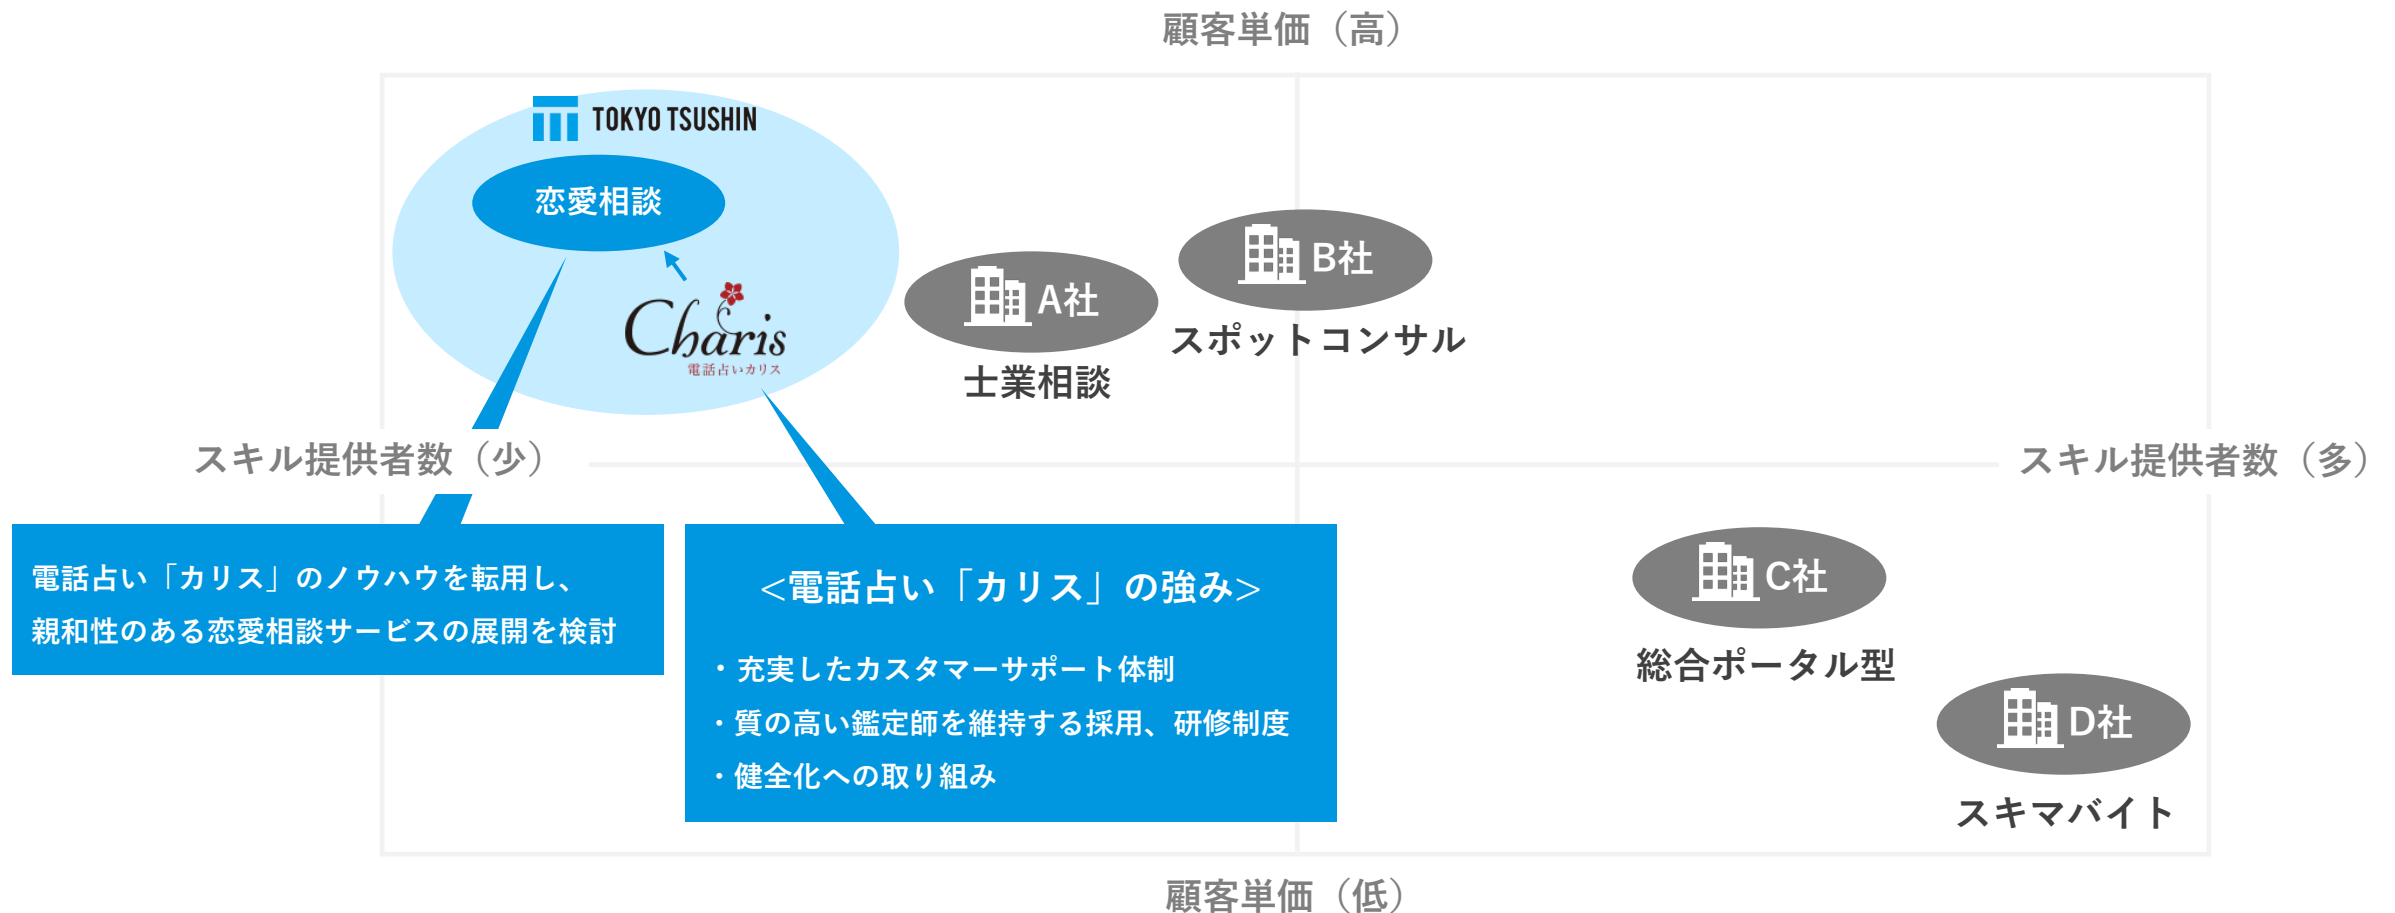 顧客単価（高）
TOKYO TSUSHIN
恋愛相談
Charis
電話占いカリス
A社
士業相談
B社
スポットコンサル
スキル提供者数（少）
スキル提供者数（多）
電話占い「カリス」のノウハウを転用し、
親和性のある恋愛相談サービスの展開を検討
<電話占い「カリス」の強み>
・充実したカスタマーサポート体制
・質の高い鑑定師を維持する採用、研修制度
・健全化への取り組み
C社
総合ポータル型
D社
スキマバイト
顧客単価（低）